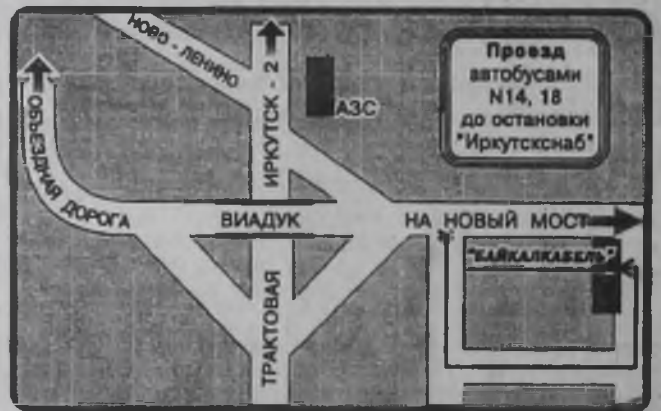 НОВО - ЛЕНИНО
ИРКУТСК - 2
АЗС
Проезд
автобусами
N14, 18
до остановки
"Иркутскснаб"
ОБЪЕЗДНАЯ ДОРОГА
ВИАДУК
НА НОВЫЙ МОСТ
"БАЙКАЛКАБЕЛЬ"
ТРАКТОВАЯ